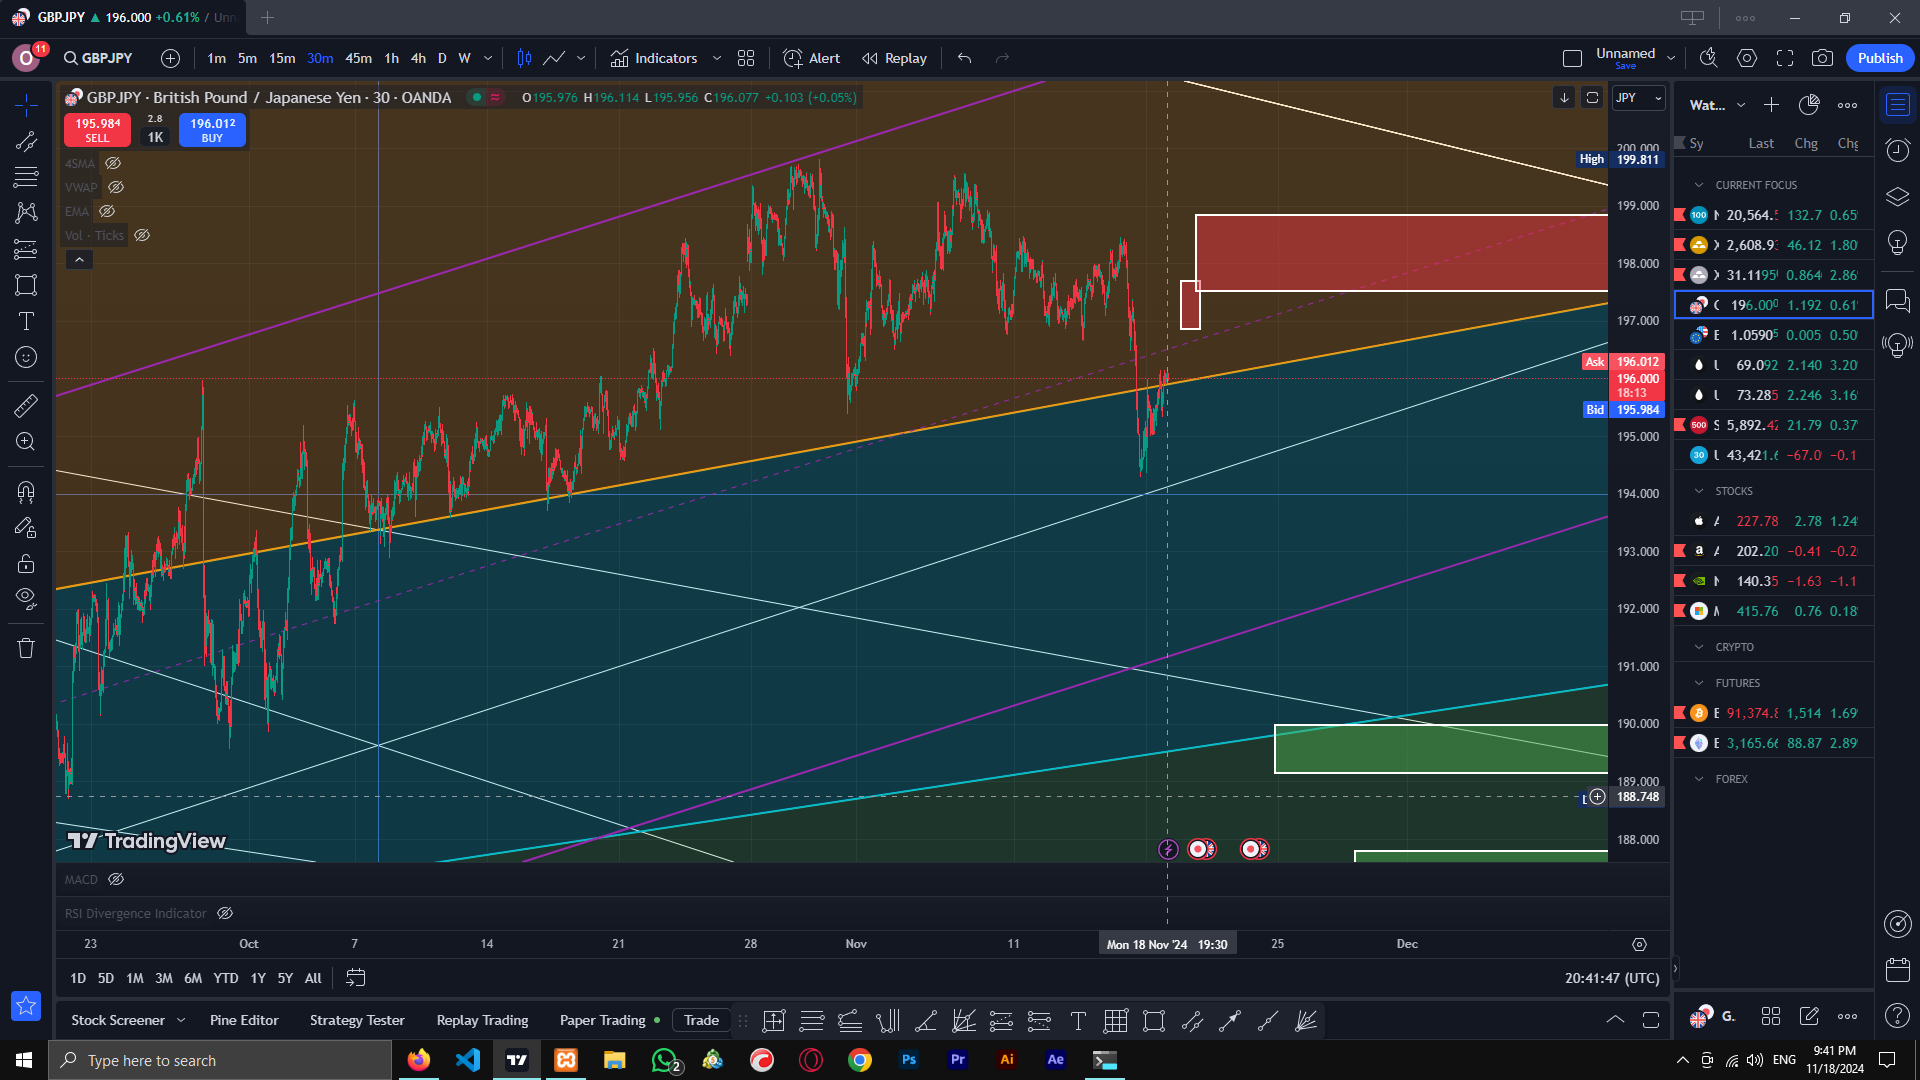 GBPJPY ▲ 196.000 +0.61% / Unn
O 11 GBPJPY 1m 5m 15m 30m 45m 1h 4h D W Indicators Alert Replay Unnamed Save Publish
GBPJPY · British Pound / Japanese Yen · 30 · OANDA O195.976 H196.114 L195.956 C196.077 +0.103 (+0.05%)
195.984 SELL 2.8 1K 196.012 BUY
4SMA
VWAP
EMA
Vol · Ticks
JPY
200.000
High 199.811
199.000
198.000
197.000
Ask 196.012
196.000
18:13
Bid 195.984
195.000
194.000
193.000
192.000
191.000
190.000
189.000
188.748
188.000
TradingView
MACD
RSI Divergence Indicator
23 Oct 7 14 21 28 Nov 11 Mon 18 Nov '24 19:30 25 Dec
1D 5D 1M 3M 6M YTD 1Y 5Y All 20:41:47 (UTC)
Stock Screener Pine Editor Strategy Tester Replay Trading Paper Trading Trade
Wat...
Sy Last Chg Chg
CURRENT FOCUS
100 20,564. 132.7 0.65
X 2,608.9 46.12 1.80
X 31.119 0.864 2.86
196.000 1.192 0.61
E 1.05905 0.005 0.50
U 69.092 2.140 3.20
U 73.285 2.246 3.16
500 S 5,892.42 21.79 0.37
30 U 43,421.6 −67.0 −0.1
STOCKS
A 227.78 2.78 1.24
a A 202.20 −0.41 −0.2
N 140.35 −1.63 −1.1
M 415.76 0.76 0.18
CRYPTO
FUTURES
E 91,374. 1,514 1.69
E 3,165.66 88.87 2.89
FOREX
G.
Type here to search
2
Ps Pr Ai Ae
ENG
9:41 PM
11/18/2024